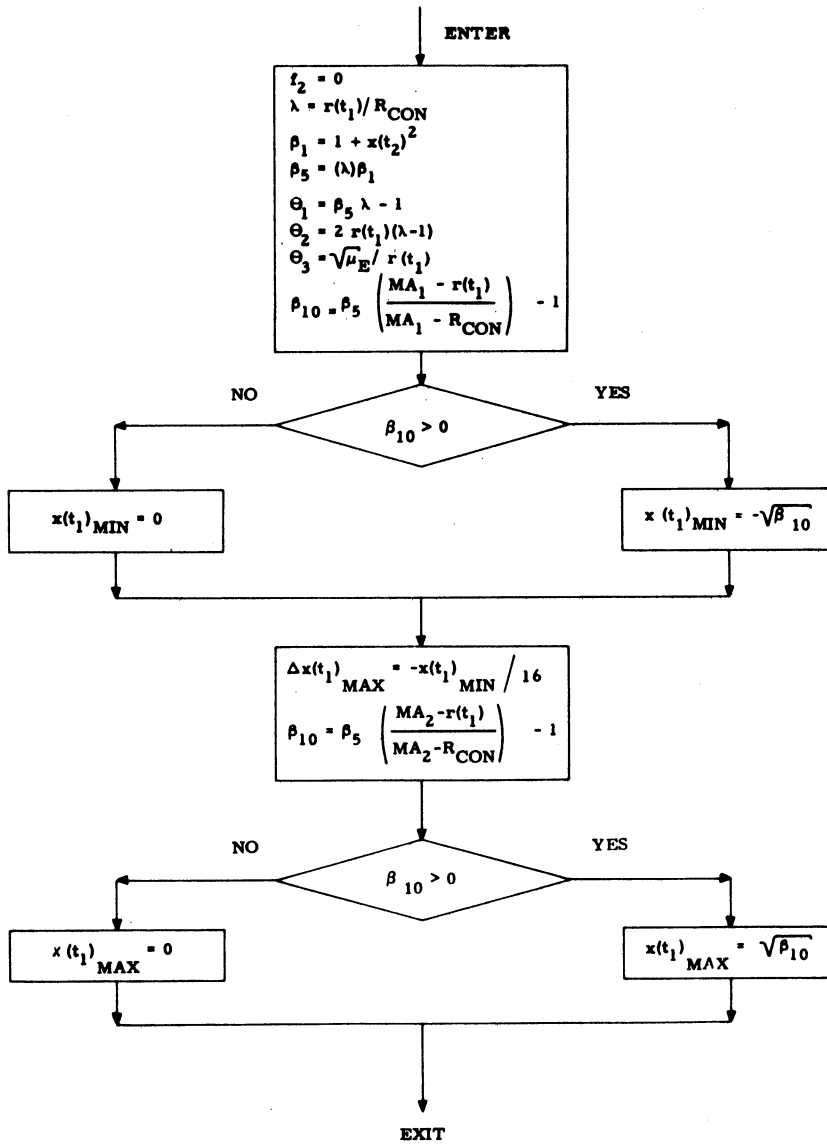 ENTER
f₂ = 0
λ = r(t₁)/ R_CON
β₁ = 1 + x(t₂)²
β₅ = (λ)β₁
Θ₁ = β₅ λ - 1
Θ₂ = 2 r(t₁)(λ-1)
Θ₃ = √μ_E / r(t₁)
β₁₀ = β₅ ( (MA₁ - r(t₁)) / (MA₁ - R_CON) ) - 1
NO
YES
β₁₀ > 0
x(t₁)_MIN = 0
x (t₁)_MIN = -√β₁₀
Δx(t₁)_MAX = -x(t₁)_MIN / 16
β₁₀ = β₅ ( (MA₂-r(t₁)) / (MA₂-R_CON) ) - 1
NO
YES
β₁₀ > 0
x (t₁)_MAX = 0
x(t₁)_MAX = √β₁₀
EXIT